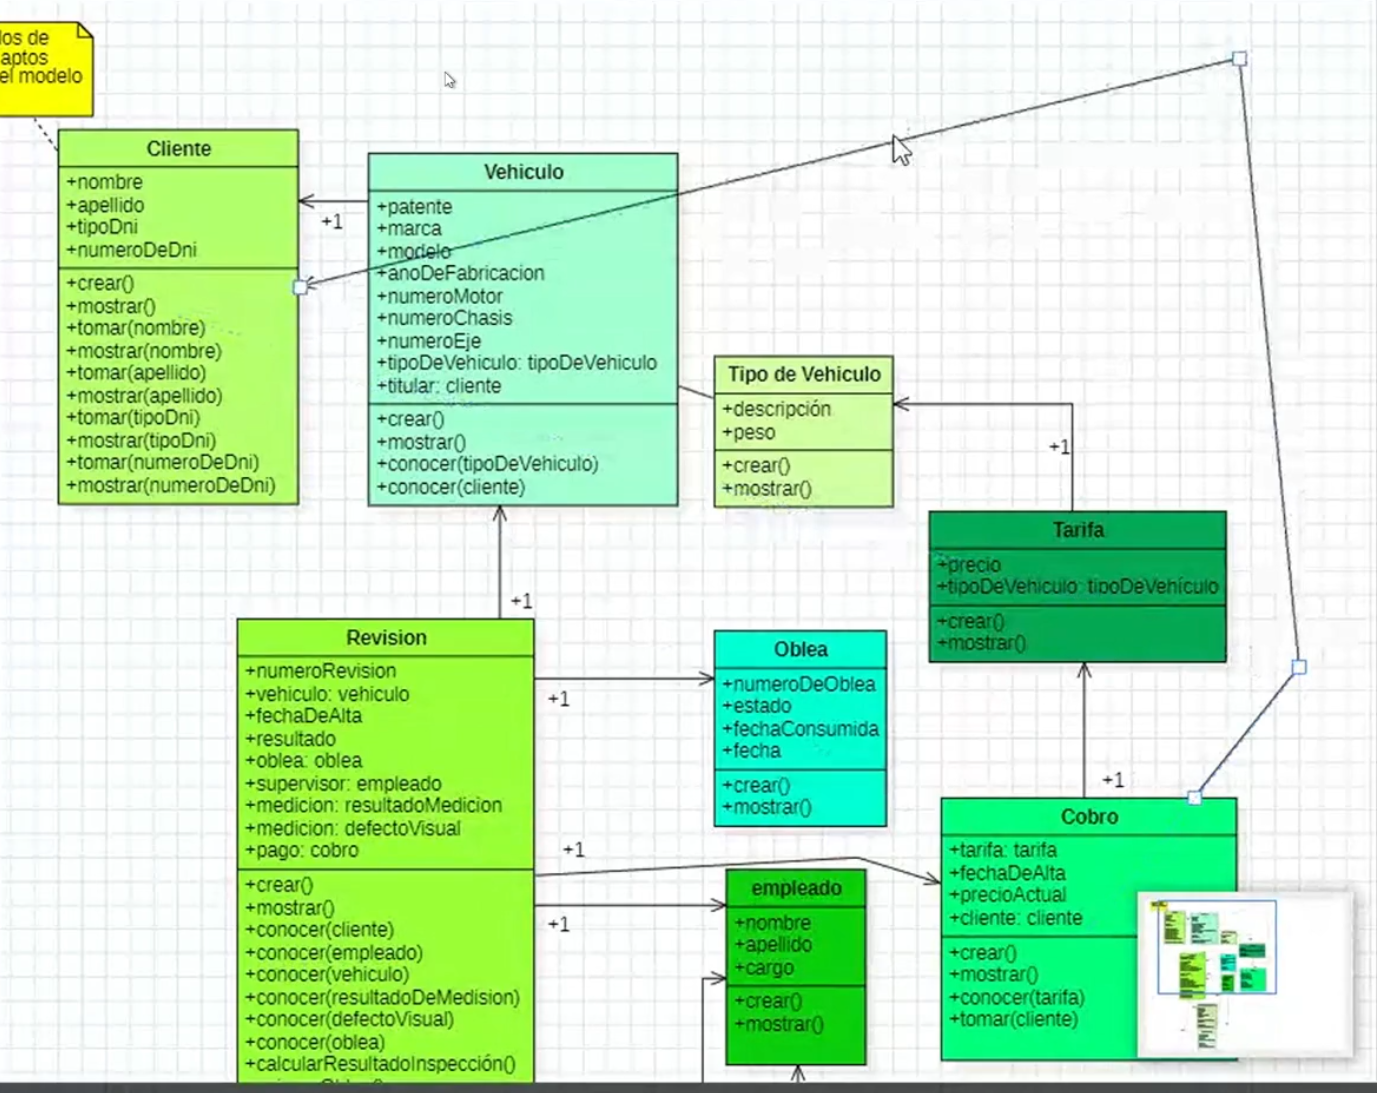 los de
aptos
el modelo
Cliente
+nombre
+apellido
+tipoDni
+numeroDeDni
+crear()
+mostrar()
+tomar(nombre)
+mostrar(nombre)
+tomar(apellido)
+mostrar(apellido)
+tomar(tipoDni)
+mostrar(tipoDni)
+tomar(numeroDeDni)
+mostrar(numeroDeDni)
+1
Vehiculo
+patente
+marca
+modelo
+anoDeFabricacion
+numeroMotor
+numeroChasis
+numeroEje
+tipoDeVehiculo: tipoDeVehiculo
+titular: cliente
+crear()
+mostrar()
+conocer(tipoDeVehiculo)
+conocer(cliente)
Tipo de Vehiculo
+descripción
+peso
+crear()
+mostrar()
+1
Tarifa
+precio
+tipoDeVehiculo: tipoDeVehículo
+crear()
+mostrar()
+1
Revision
+numeroRevision
+vehiculo: vehiculo
+fechaDeAlta
+resultado
+oblea: oblea
+supervisor: empleado
+medicion: resultadoMedicion
+medicion: defectoVisual
+pago: cobro
+crear()
+mostrar()
+conocer(cliente)
+conocer(empleado)
+conocer(vehiculo)
+conocer(resultadoDeMedision)
+conocer(defectoVisual)
+conocer(oblea)
+calcularResultadoInspección()
+1
Oblea
+numeroDeOblea
+estado
+fechaConsumida
+fecha
+crear()
+mostrar()
+1
+1
empleado
+nombre
+apellido
+cargo
+crear()
+mostrar()
+1
Cobro
+tarifa: tarifa
+fechaDeAlta
+precioActual
+cliente: cliente
+crear()
+mostrar()
+conocer(tarifa)
+tomar(cliente)